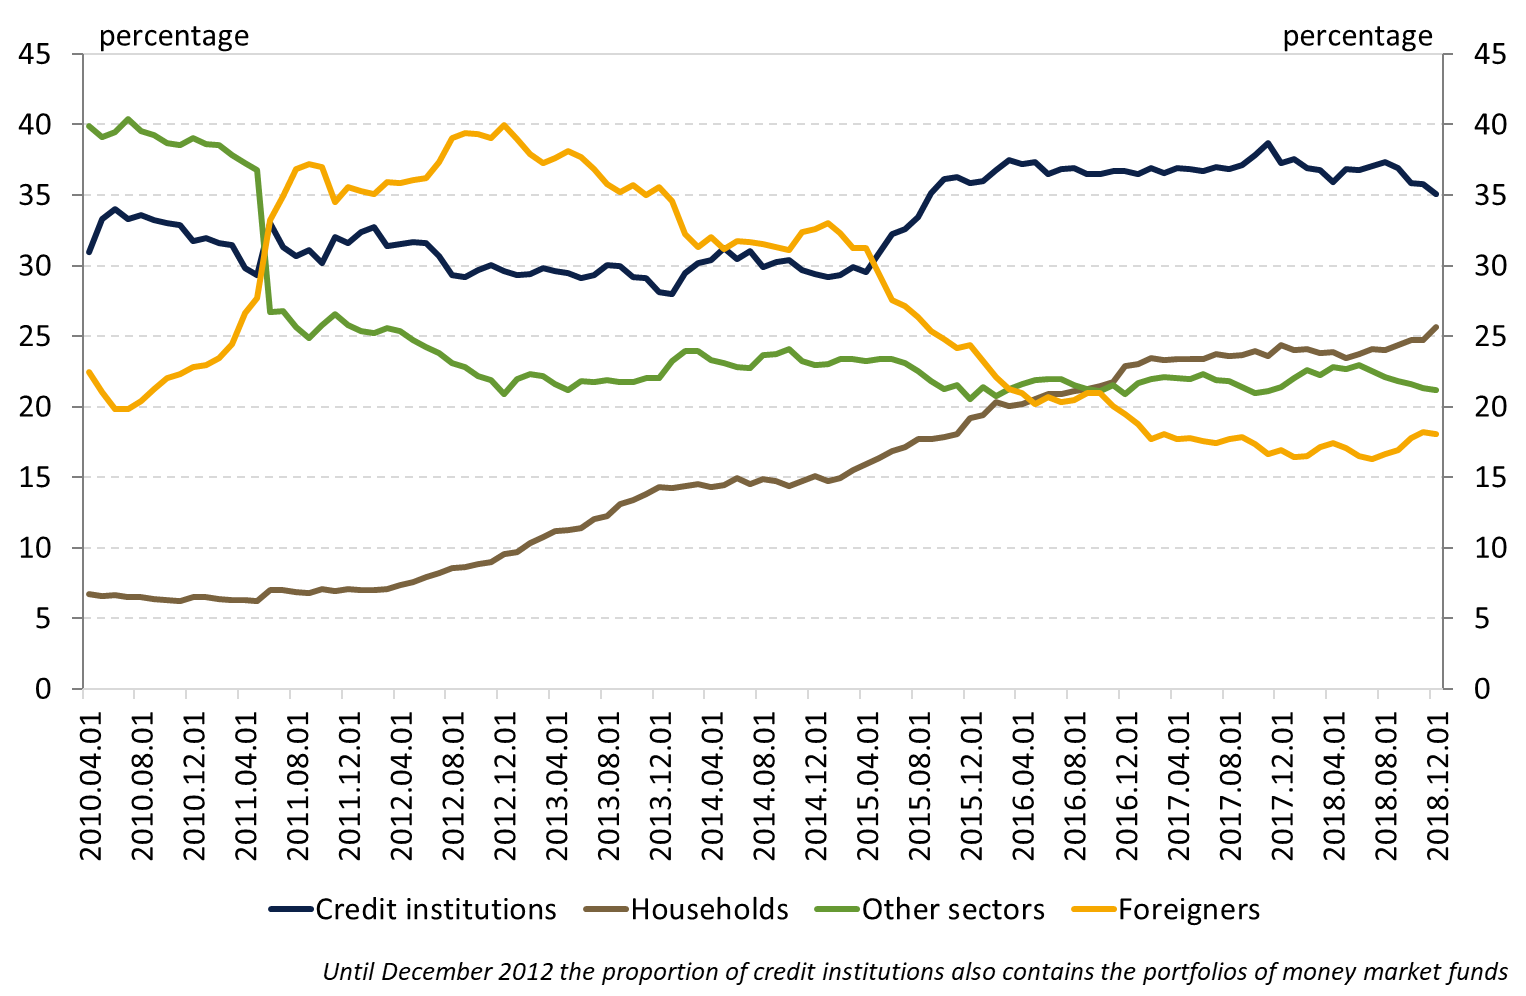 percentage percentage
45 45
40 40
35 35
30 30
25 25
20 20
15 15
10 10
5 5
0 0
2010.04.01 2010.08.01 2010.12.01 2011.04.01 2011.08.01 2011.12.01 2012.04.01 2012.08.01 2012.12.01 2013.04.01 2013.08.01 2013.12.01 2014.04.01 2014.08.01 2014.12.01 2015.04.01 2015.08.01 2015.12.01 2016.04.01 2016.08.01 2016.12.01 2017.04.01 2017.08.01 2017.12.01 2018.04.01 2018.08.01 2018.12.01
Credit institutions Households Other sectors Foreigners
Until December 2012 the proportion of credit institutions also contains the portfolios of money market funds